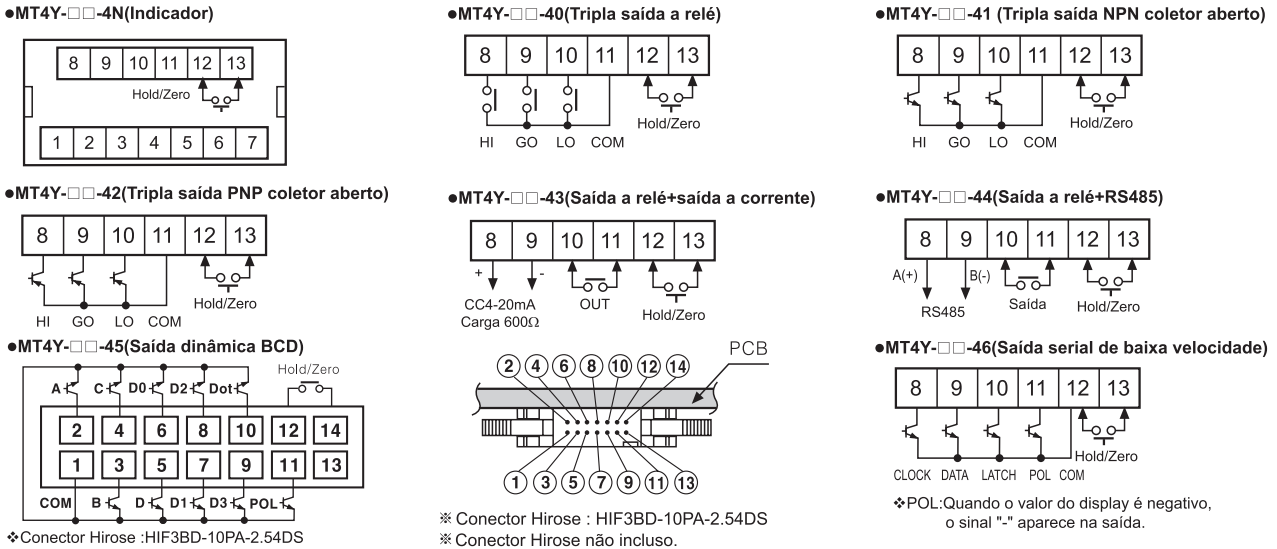 ●MT4Y-□□-4N(Indicador)
8 9 10 11 12 13
Hold/Zero
1 2 3 4 5 6 7
●MT4Y-□□-40(Tripla saída a relé)
8 9 10 11 12 13
Hold/Zero
HI GO LO COM
●MT4Y-□□-41 (Tripla saída NPN coletor aberto)
8 9 10 11 12 13
Hold/Zero
HI GO LO COM
●MT4Y-□□-42(Tripla saída PNP coletor aberto)
8 9 10 11 12 13
Hold/Zero
HI GO LO COM
●MT4Y-□□-43(Saída a relé+saída a corrente)
8 9 10 11 12 13
+ -
CC4-20mA OUT Hold/Zero
Carga 600Ω
●MT4Y-□□-44(Saída a relé+RS485)
8 9 10 11 12 13
A(+) B(-)
RS485 Saída Hold/Zero
●MT4Y-□□-45(Saída dinâmica BCD)
Hold/Zero
A C D0 D2 Dot
2 4 6 8 10 12 14
1 3 5 7 9 11 13
COM B D D1 D3 POL
❖Conector Hirose :HIF3BD-10PA-2.54DS
PCB
2 4 6 8 10 12 14
1 3 5 7 9 11 13
※ Conector Hirose : HIF3BD-10PA-2.54DS
※ Conector Hirose não incluso.
●MT4Y-□□-46(Saída serial de baixa velocidade)
8 9 10 11 12 13
Hold/Zero
CLOCK DATA LATCH POL COM
❖POL:Quando o valor do display é negativo,
o sinal "-" aparece na saída.